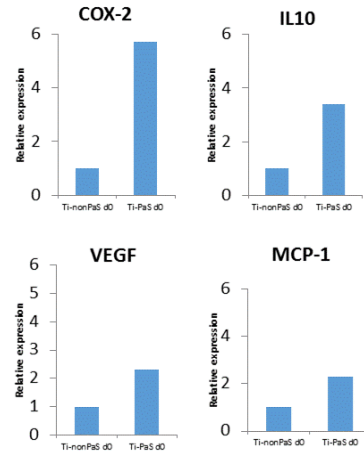 COX-2
Relative expression
6
4
2
0
Ti-nonPaS d0
Ti-PaS d0
IL10
Relative expression
6
4
2
0
Ti-nonPaS d0
Ti-PaS d0
VEGF
Relative expression
6
5
4
3
2
1
0
Ti-nonPaS d0
Ti-PaS d0
MCP-1
Relative expression
6
4
2
0
Ti-nonPaS d0
Ti-PaS d0